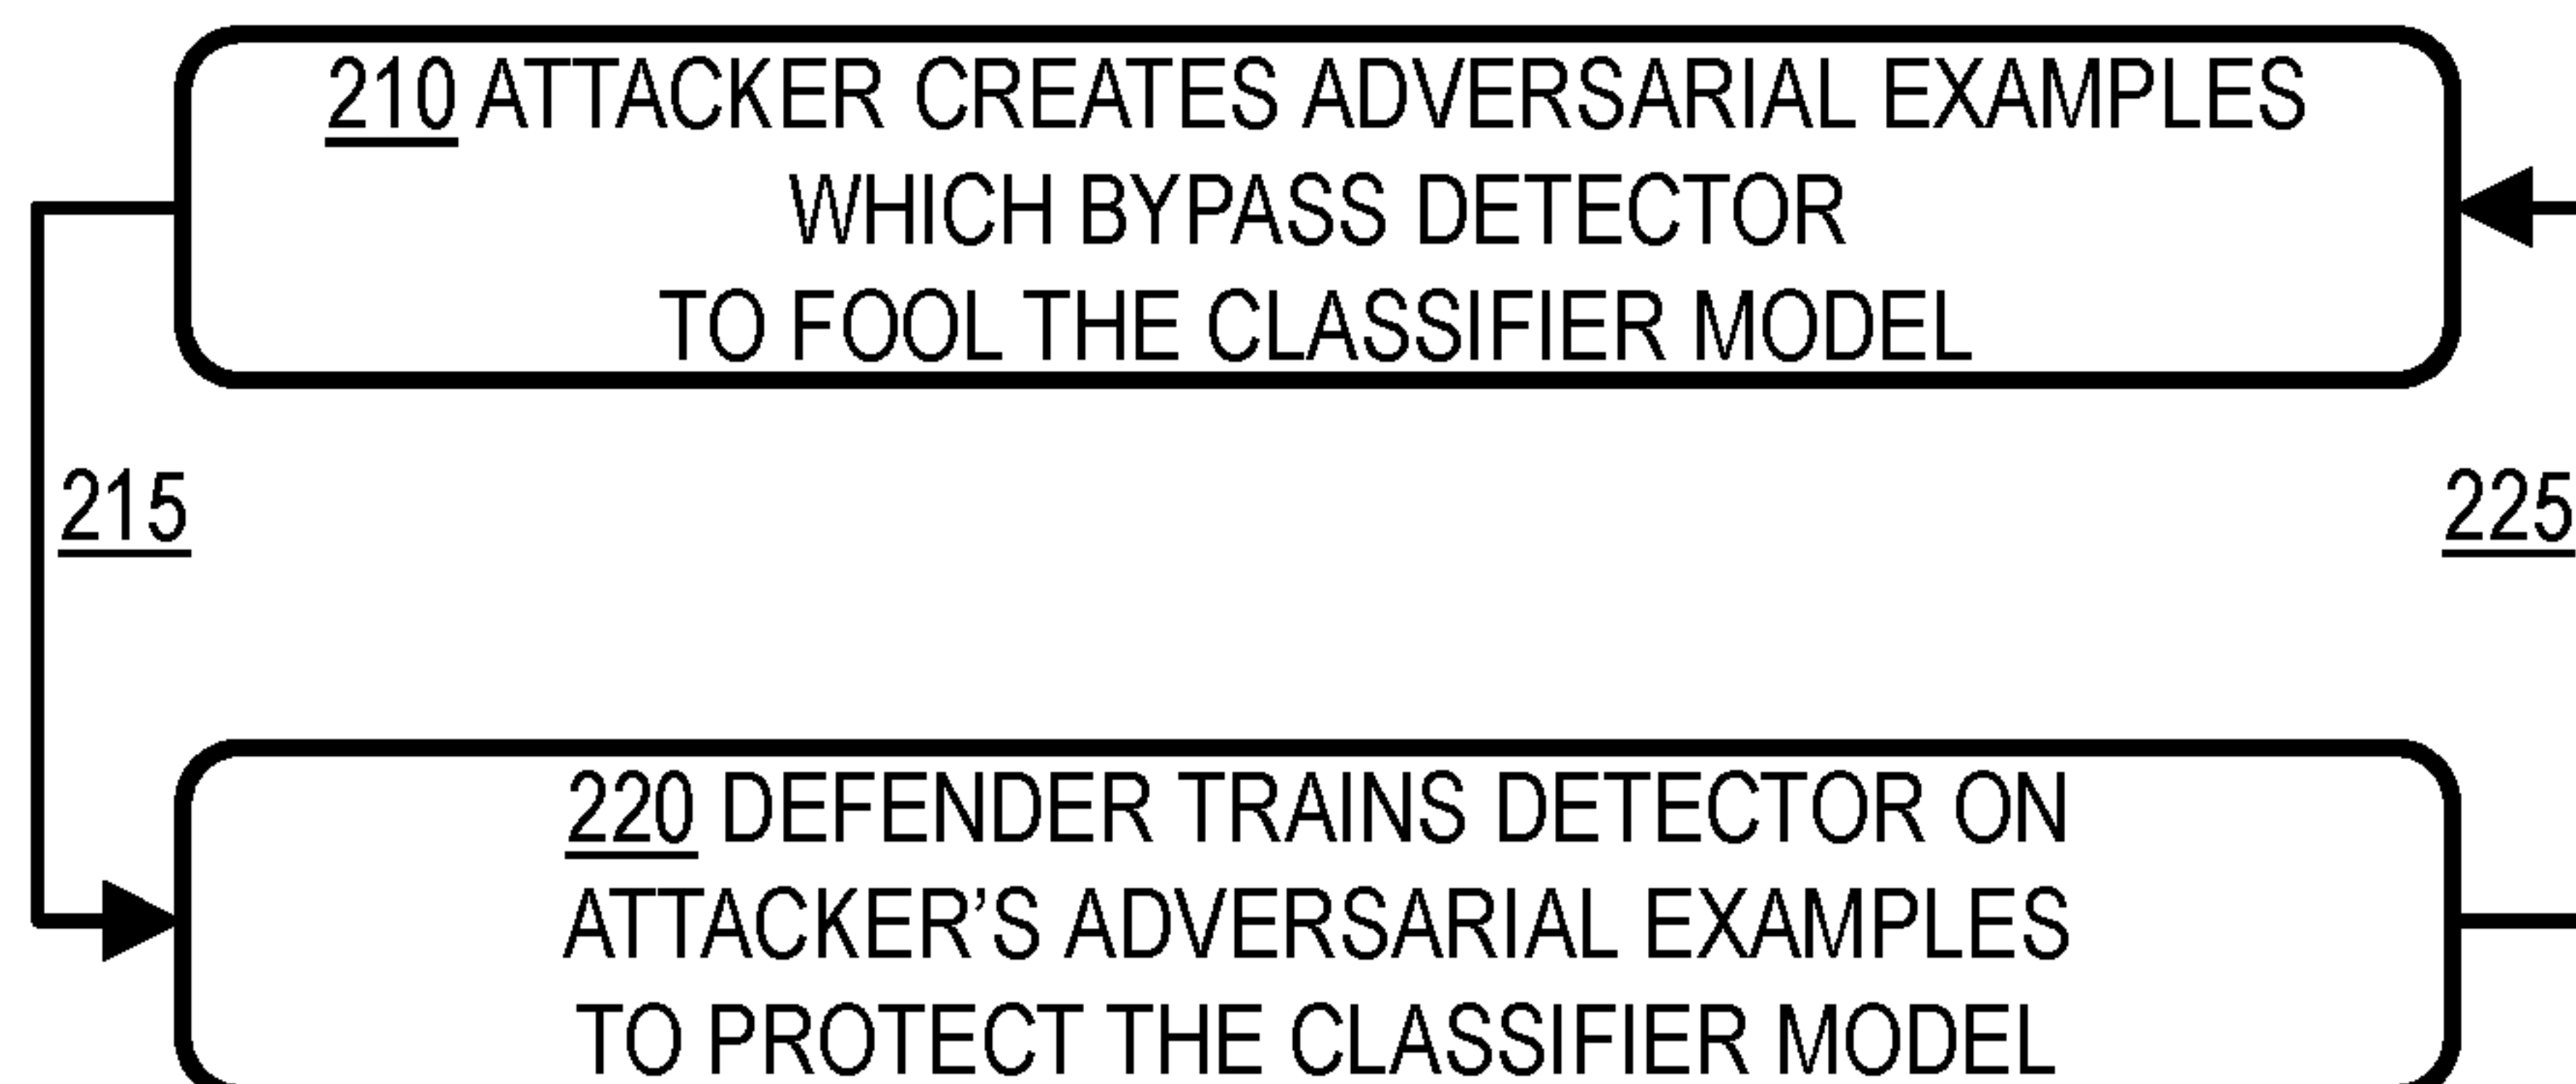 210 ATTACKER CREATES ADVERSARIAL EXAMPLES
WHICH BYPASS DETECTOR
TO FOOL THE CLASSIFIER MODEL
215
225
220 DEFENDER TRAINS DETECTOR ON
ATTACKER’S ADVERSARIAL EXAMPLES
TO PROTECT THE CLASSIFIER MODEL